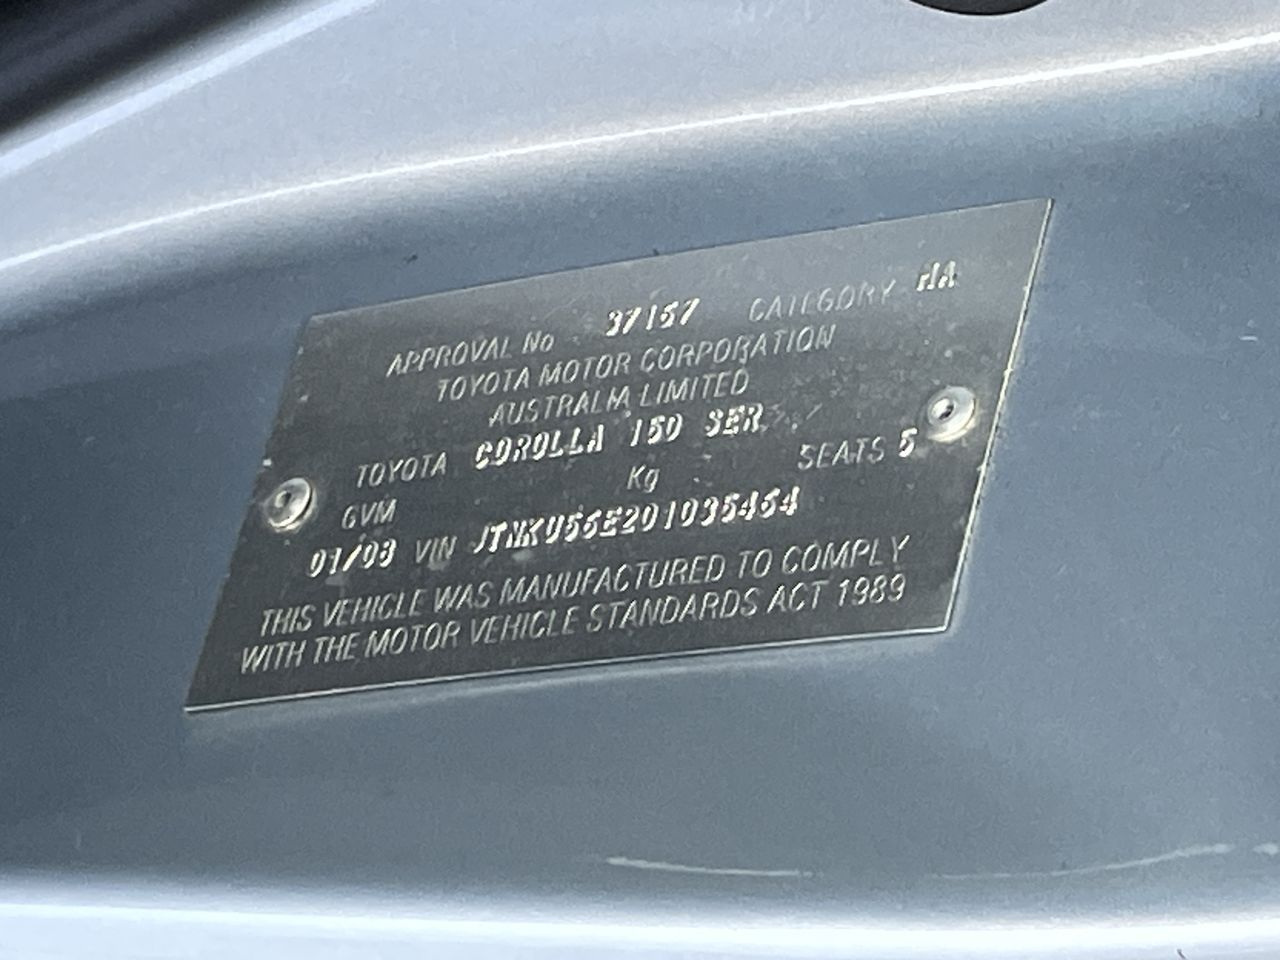 APPROVAL No 37157 CATEGORY MA
TOYOTA MOTOR CORPORATION
AUSTRALIA LIMITED
TOYOTA COROLLA 150 SER
GVM Kg SEATS 5
01/08 VIN JTNKU56E201035464
THIS VEHICLE WAS MANUFACTURED TO COMPLY
WITH THE MOTOR VEHICLE STANDARDS ACT 1989